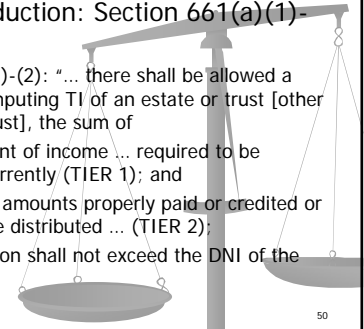 duction: Section 661(a)(1)-
)-(2): “... there shall be allowed a
mputing TI of an estate or trust [other
ust], the sum of
nt of income ... required to be
rrently (TIER 1); and
amounts properly paid or credited or
e distributed ... (TIER 2);
on shall not exceed the DNI of the
50